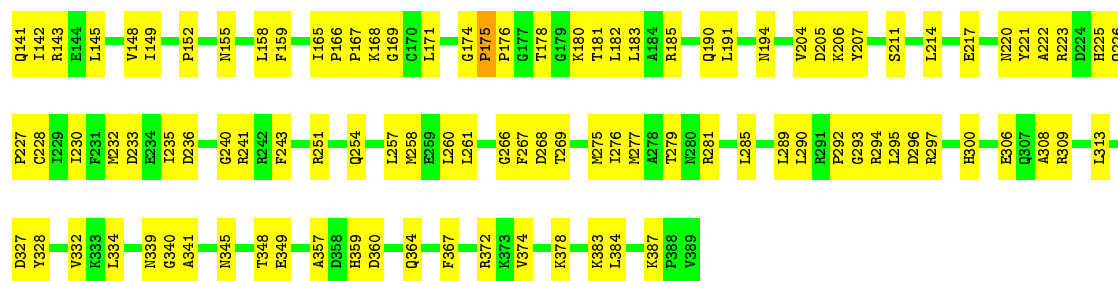 Q141 I142 R143 E144 L145 V148 I149 P152 N155 L158 F159 I165 P166 P167 K168 G169 C170 L171 G174 P175 P176 G177 T178 G179 K180 T181 L182 L183 A184 R185 Q190 L191 N194 V204 D205 K206 Y207 S211 L214 E217 N220 Y221 A222 R223 D224 H225 Q226
P227 C228 I229 I230 F231 M232 D233 E234 I235 D236 G240 R241 R242 F243 R251 Q254 L257 M258 E259 L260 L261 G266 F267 D268 T269 M275 I276 M277 A278 T279 N280 R281 L285 L289 L290 R291 P292 G293 R294 L295 D296 R297 H300 E306 Q307 A308 R309 L313
D327 Y328 V332 K333 L334 N339 G340 A341 N345 T348 E349 A357 D358 H359 D360 Q364 F367 R372 K373 V374 K378 K383 L384 K387 P388 V389